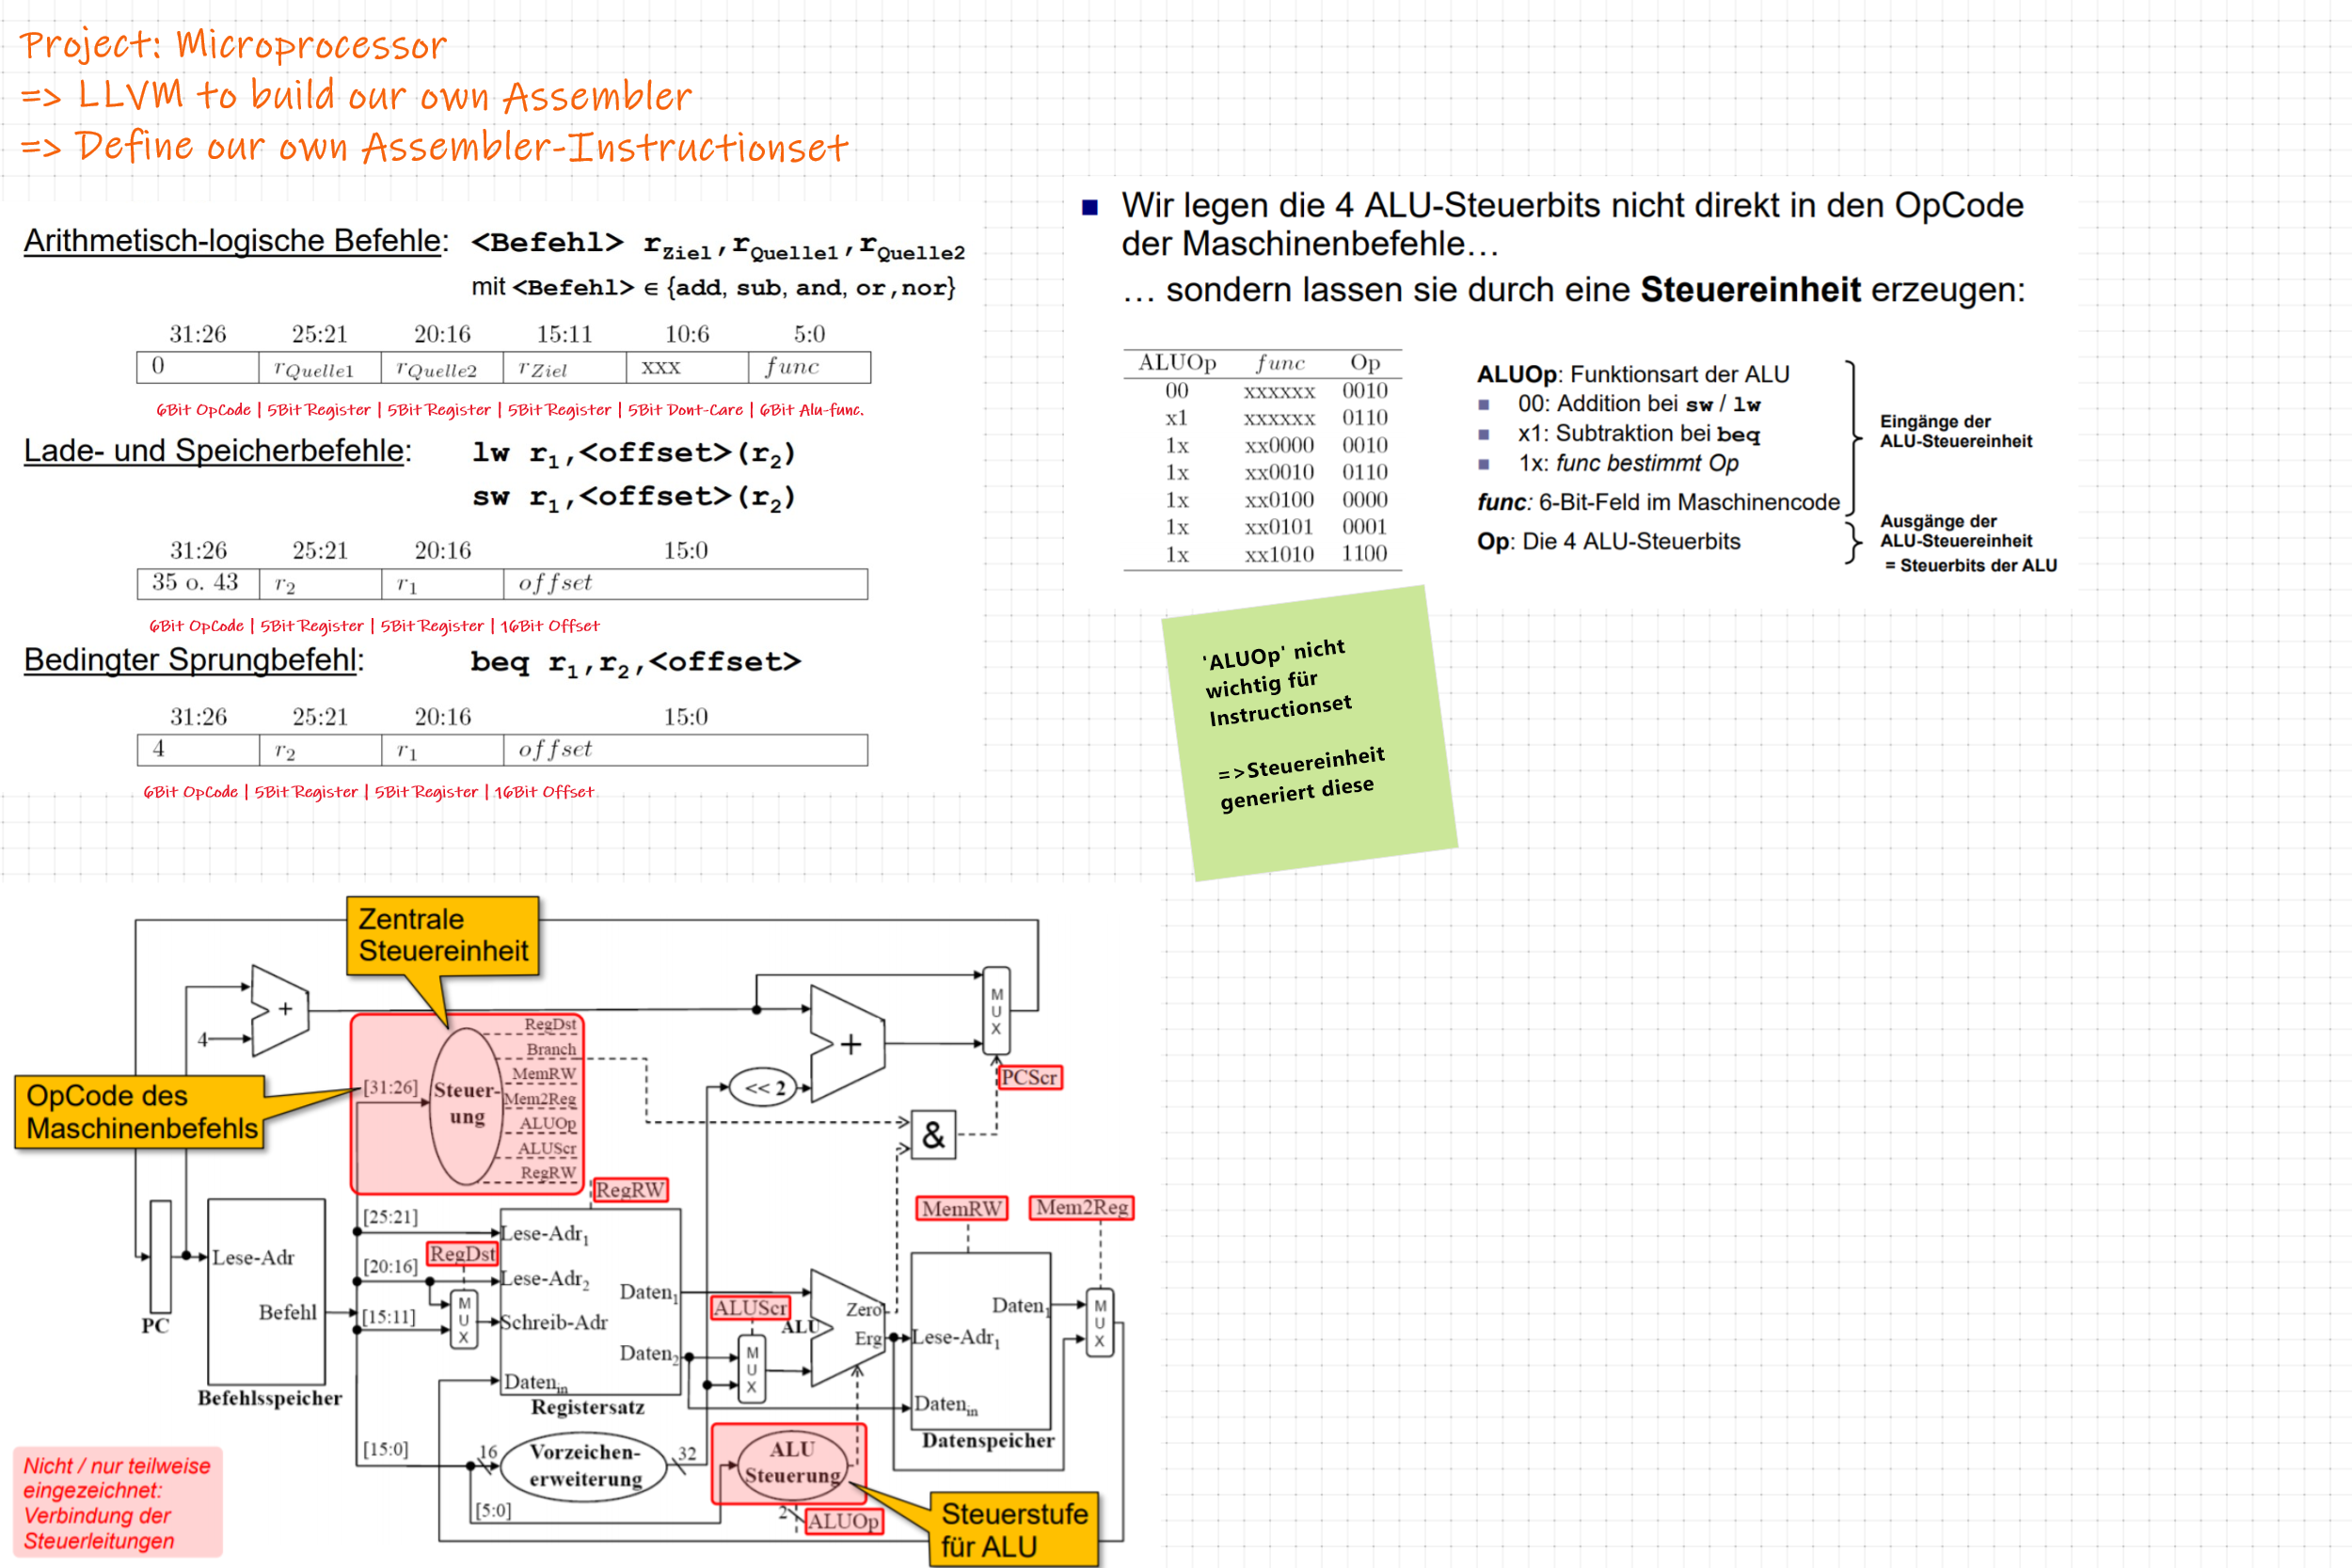 Project: Microprocessor
=> LLVM to build our own Assembler
=> Define our own Assembler-Instructionset
Arithmetisch-logische Befehle: <Befehl> rZiel,rQuelle1,rQuelle2
mit <Befehl> ∈ {add, sub, and, or,nor}
31:26 25:21 20:16 15:11 10:6 5:0
0 rQuelle1 rQuelle2 rZiel xxx func
6Bit OpCode | 5Bit Register | 5Bit Register | 5Bit Register | 5Bit Dont-Care | 6Bit Alu-func.
Lade- und Speicherbefehle: lw r1,<offset>(r2)
sw r1,<offset>(r2)
31:26 25:21 20:16 15:0
35 o. 43 r2 r1 offset
6Bit OpCode | 5Bit Register | 5Bit Register | 16Bit Offset
Bedingter Sprungbefehl: beq r1,r2,<offset>
31:26 25:21 20:16 15:0
4 r2 r1 offset
6Bit OpCode | 5Bit Register | 5Bit Register | 16Bit Offset
Wir legen die 4 ALU-Steuerbits nicht direkt in den OpCode
der Maschinenbefehle…
… sondern lassen sie durch eine Steuereinheit erzeugen:
ALUOp func Op
00 xxxxxx 0010
x1 xxxxxx 0110
1x xx0000 0010
1x xx0010 0110
1x xx0100 0000
1x xx0101 0001
1x xx1010 1100
ALUOp: Funktionsart der ALU
00: Addition bei sw / lw
x1: Subtraktion bei beq
1x: func bestimmt Op
func: 6-Bit-Feld im Maschinencode
Op: Die 4 ALU-Steuerbits
Eingänge der
ALU-Steuereinheit
Ausgänge der
ALU-Steuereinheit
= Steuerbits der ALU
'ALUOp' nicht
wichtig für
Instructionset
=>Steuereinheit
generiert diese
Zentrale
Steuereinheit
+
4
OpCode des
Maschinenbefehls
[31:26]
Steuer-
ung
RegDst
Branch
MemRW
Mem2Reg
ALUOp
ALUScr
RegRW
<< 2
+
MUX
PCScr
&
RegRW
MemRW
Mem2Reg
PC
Lese-Adr
Befehl
Befehlsspeicher
[25:21]
[20:16]
[15:11]
RegDst
MUX
Lese-Adr1
Lese-Adr2
Schreib-Adr
Datenin
Daten1
Daten2
Registersatz
ALUScr
MUX
ALU
Zero
Erg
Lese-Adr1
Daten1
Datenin
Datenspeicher
MUX
[15:0]
16
Vorzeichen-
erweiterung
32
[5:0]
ALU
Steuerung
2
ALUOp
Steuerstufe
für ALU
Nicht / nur teilweise
eingezeichnet:
Verbindung der
Steuerleitungen